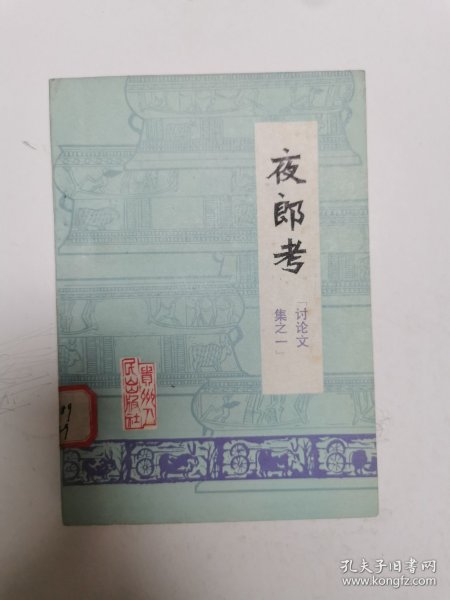 夜郎考
「讨论文
集之一」
贵州人
民出版社
孔夫子旧书网
www.kongfz.com